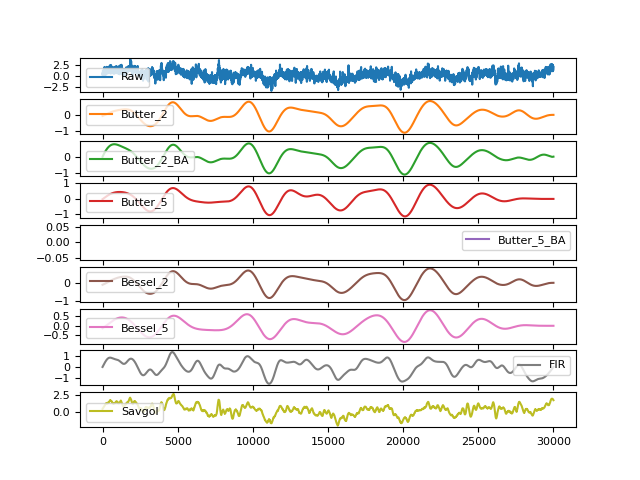 2.5
0.0
−2.5
Raw
0
−1
Butter_2
0
−1
Butter_2_BA
1
0
−1
Butter_5
0.05
0.00
−0.05
Butter_5_BA
0
−1
Bessel_2
0.5
0.0
−0.5
Bessel_5
1
0
−1
FIR
2.5
0.0
Savgol
0 5000 10000 15000 20000 25000 30000